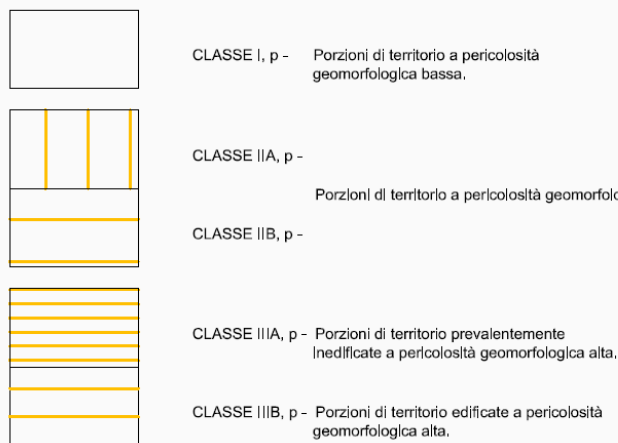 CLASSE I, p - Porzioni di territorio a pericolosità
geomorfologica bassa.
CLASSE IIA, p -
Porzioni di territorio a pericolosità
CLASSE IIB, p -
CLASSE IIIA, p - Porzioni di territorio prevalentemente
inedificate a pericolosità geomorfologica alta.
CLASSE IIIB, p - Porzioni di territorio edificate a pericolosità
geomorfologica alta.